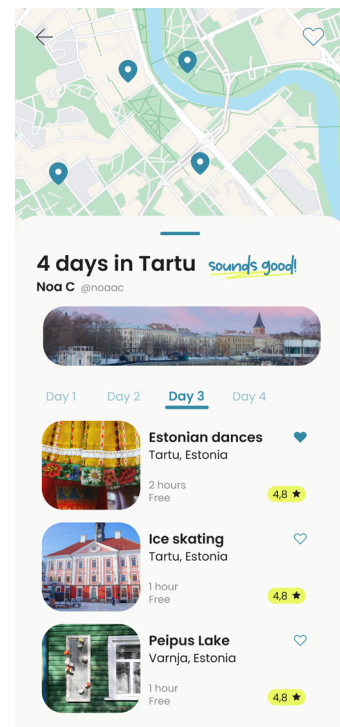 4 days in Tartu sounds good!
Noa C @noaac
Day 1 Day 2 Day 3 Day 4
Estonian dances
Tartu, Estonia
2 hours
Free 4,8 ★
Ice skating
Tartu, Estonia
1 hour
Free 4,8 ★
Peipus Lake
Varnja, Estonia
1 hour
Free 4,8 ★